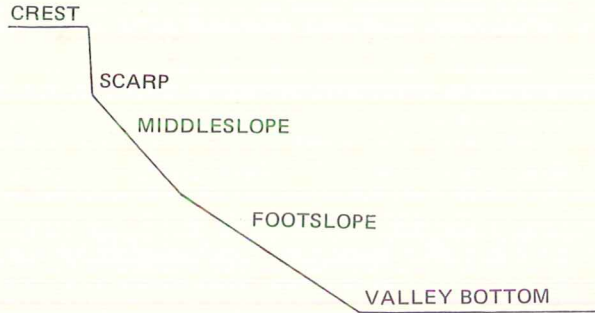 CREST
SCARP
MIDDLESLOPE
FOOTSLOPE
VALLEY BOTTOM